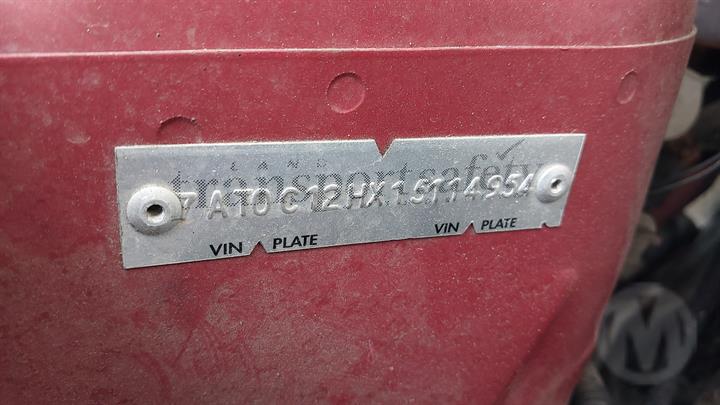 LAND
transportsafety
7AT0C12HX15114954
VIN PLATE VIN PLATE
M